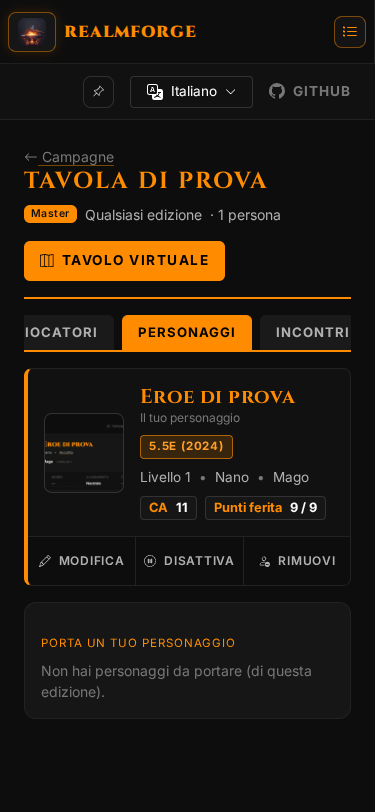 REALMFORGE
Italiano
GITHUB
← Campagne
TAVOLA DI PROVA
Master Qualsiasi edizione · 1 persona
TAVOLO VIRTUALE
IOCATORI PERSONAGGI INCONTRI
EROE DI PROVA
Il tuo personaggio
5.5E (2024)
Livello 1 • Nano • Mago
CA 11 Punti ferita 9 / 9
MODIFICA DISATTIVA RIMUOVI
PORTA UN TUO PERSONAGGIO
Non hai personaggi da portare (di questa
edizione).